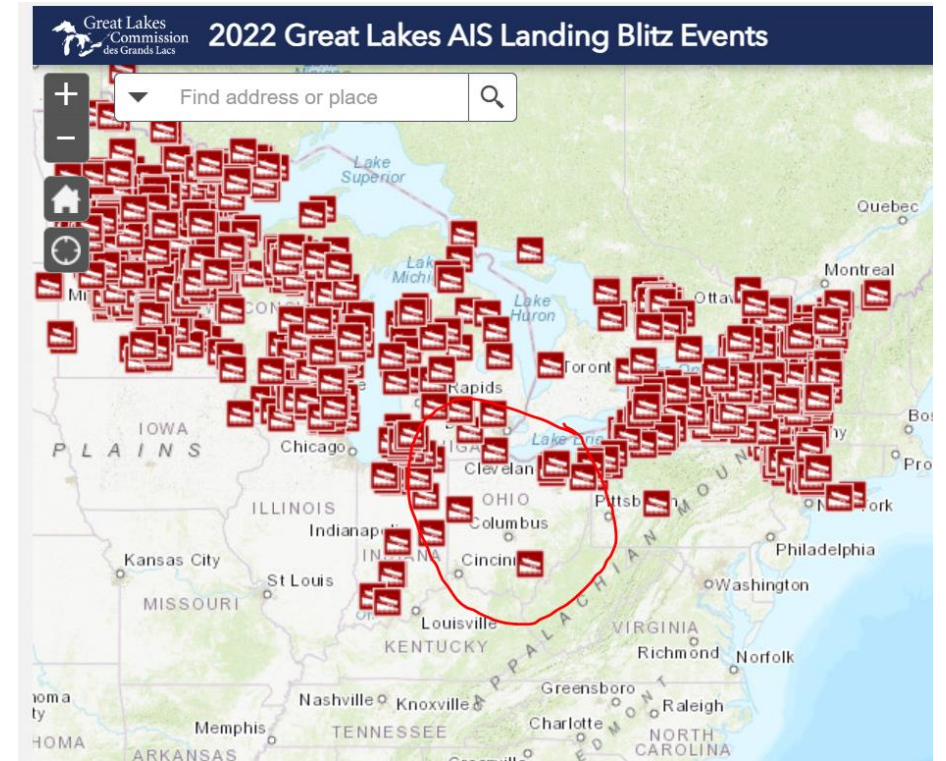 Great Lakes
Commission
des Grands Lacs
2022 Great Lakes AIS Landing Blitz Events
+
Find address or place
−
Lake
Superior
Quebec
Montreal
Lake
Huron
Toront
Rapids
IOWA
PLAINS
Chicago
Lake Erie
Clevelan
ILLINOIS
OHIO
Pittsb
Columbus
Indianap
Kansas City
Cincin
Philadelphia
St Louis
Washington
MISSOURI
Louisville
KENTUCKY
APPALACHIAN MOUN
VIRGINIA
Richmond
Norfolk
Nashville
Knoxville
Greensboro
Raleigh
Memphis
TENNESSEE
Charlotte
NORTH
CAROLINA
ARKANSAS